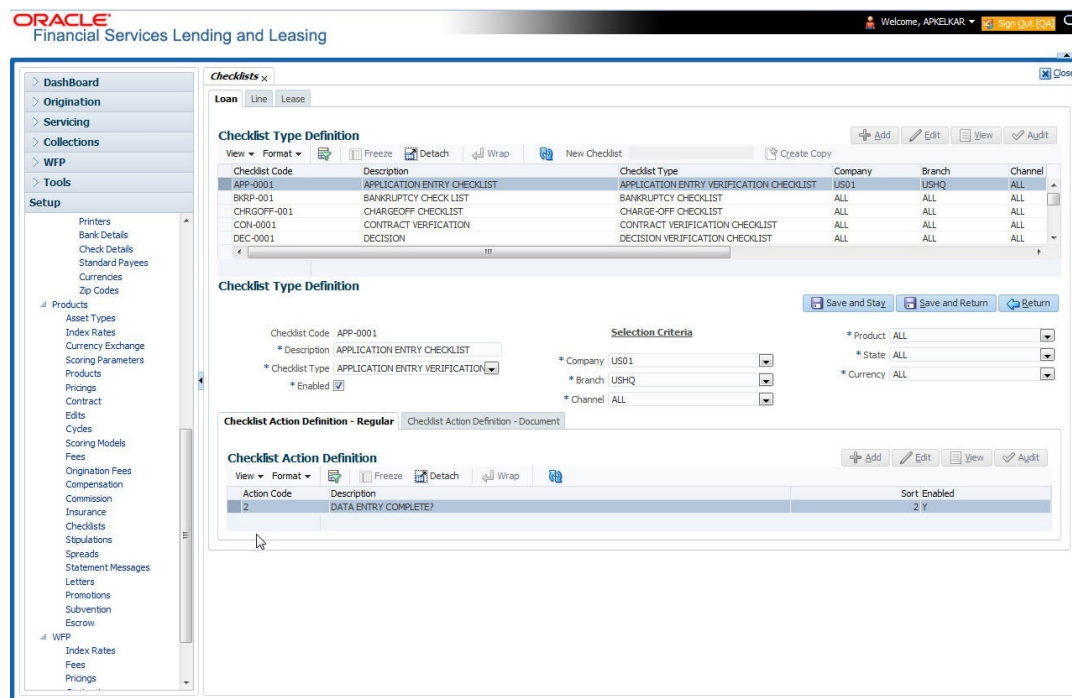 ORACLE
Financial Services Lending and Leasing
Welcome, APKELKAR
Sign Out [QA]
DashBoard
Origination
Servicing
Collections
WFP
Tools
Setup
Printers
Bank Details
Check Details
Standard Payees
Currencies
Zip Codes
Products
Asset Types
Index Rates
Currency Exchange
Scoring Parameters
Products
Pricings
Contract
Edits
Cycles
Scoring Models
Fees
Origination Fees
Compensation
Commission
Insurance
Checklists
Stipulations
Spreads
Statement Messages
Letters
Promotions
Subvention
Escrow
WFP
Index Rates
Fees
Pricings
Checklists x
Close
Loan Line Lease
Checklist Type Definition
Add Edit View Audit
View Format Freeze Detach Wrap New Checklist Create Copy
Checklist Code Description Checklist Type Company Branch Channel
APP-0001 APPLICATION ENTRY CHECKLIST APPLICATION ENTRY VERIFICATION CHECKLIST US01 USHQ ALL
BKRP-001 BANKRUPTCY CHECK LIST BANKRUPTCY CHECKLIST ALL ALL ALL
CHRGOFF-001 CHARGEOFF CHECKLIST CHARGE-OFF CHECKLIST ALL ALL ALL
CON-0001 CONTRACT VERFICATION CONTRACT VERIFICATION CHECKLIST ALL ALL ALL
DEC-0001 DECISION DECISION VERIFICATION CHECKLIST ALL ALL ALL
Checklist Type Definition
Save and Stay Save and Return Return
Checklist Code APP-0001
* Description APPLICATION ENTRY CHECKLIST
* Checklist Type APPLICATION ENTRY VERIFICATION
* Enabled
Selection Criteria
* Company US01
* Branch USHQ
* Channel ALL
* Product ALL
* State ALL
* Currency ALL
Checklist Action Definition - Regular Checklist Action Definition - Document
Checklist Action Definition
Add Edit View Audit
View Format Freeze Detach Wrap
Action Code Description Sort Enabled
2 DATA ENTRY COMPLETE? 2 Y